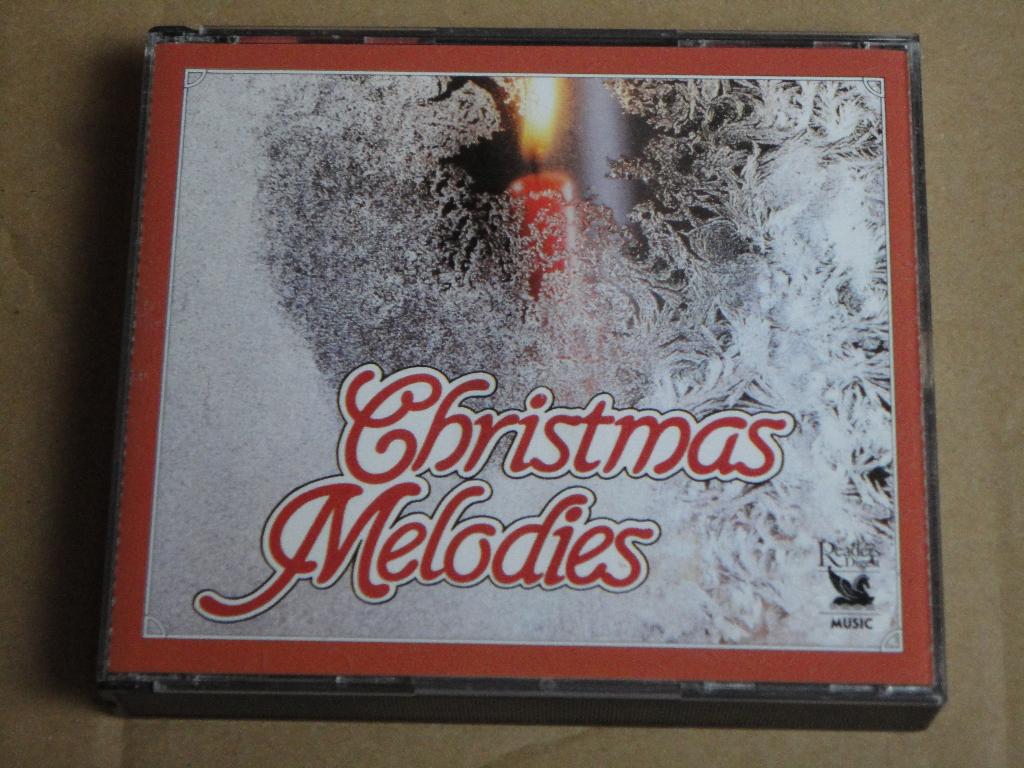 Christmas
Melodies
Reader's
Digest
MUSIC